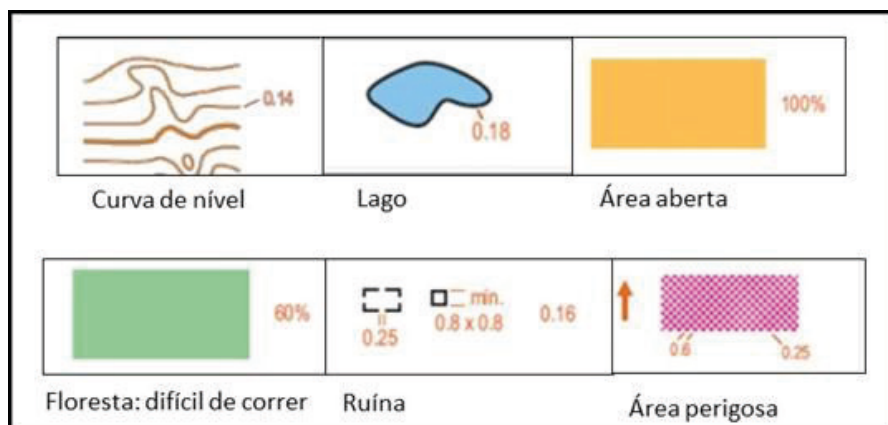 0.14
0.18
100%
Curva de nível
Lago
Área aberta
60%
0.25
min.
0.8 x 0.8
0.16
0.6
0.25
Floresta: difícil de correr
Ruína
Área perigosa